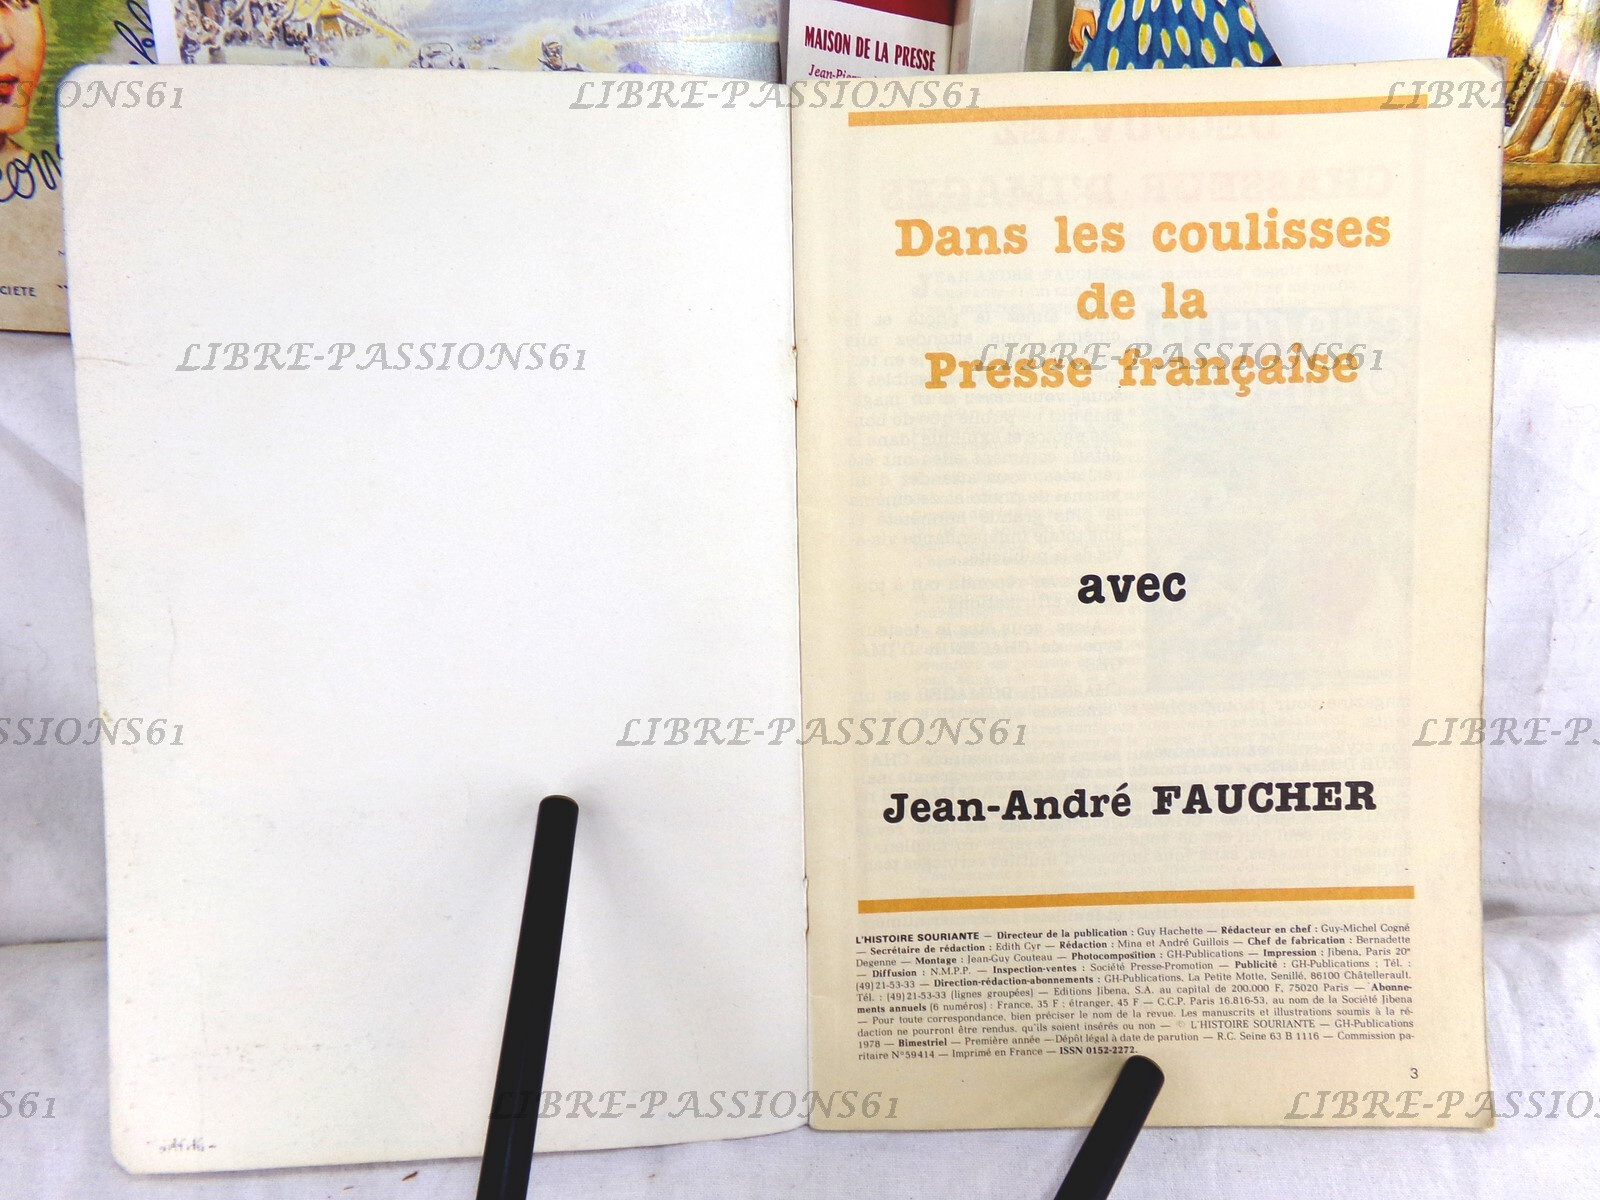 MAISON DE LA PRESSE
CIETE
LIBRE-PASSIONS61
LIBRE-PASSIONS61
LIBRE-PASSIONS61
LIBRE-PASSIONS61
LIBRE-PASSIONS61
Dans les coulisses
de la
Presse française
avec
Jean-André FAUCHER
L'HISTOIRE SOURIANTE — Directeur de la publication : Guy Hachette — Rédacteur en chef : Guy-Michel Cogné
— Secrétaire de rédaction : Edith Cyr — Rédaction : Mina et André Guillois — Chef de fabrication : Bernadette
Degenne — Montage : Jean-Guy Couteau — Photocomposition : GH-Publications — Impression : Jibena, Paris 20e
— Diffusion : N.M.P.P. — Inspection-ventes : Société Presse-Promotion — Publicité : GH-Publications ; Tél. :
(49) 21-53-33 — Direction-rédaction-abonnements : GH-Publications, La Petite Motte, Senillé, 86100 Châtellerault.
Tél. : (49) 21-53-33 (lignes groupées) — Editions Jibena, S.A. au capital de 200.000 F, 75020 Paris — Abonne-
ments annuels (6 numéros) : France, 35 F ; étranger, 45 F — C.C.P. Paris 16.816-53, au nom de la Société Jibena
— Pour toute correspondance, bien préciser le nom de la revue. Les manuscrits et illustrations soumis à la ré-
daction ne pourront être rendus, qu'ils soient insérés ou non — © L'HISTOIRE SOURIANTE — GH-Publications
1978 — Bimestriel — Première année — Dépôt légal à date de parution — R.C. Seine 63 B 1116 — Commission pa-
ritaire N° 59414 — Imprimé en France — ISSN 0152-2272.
3